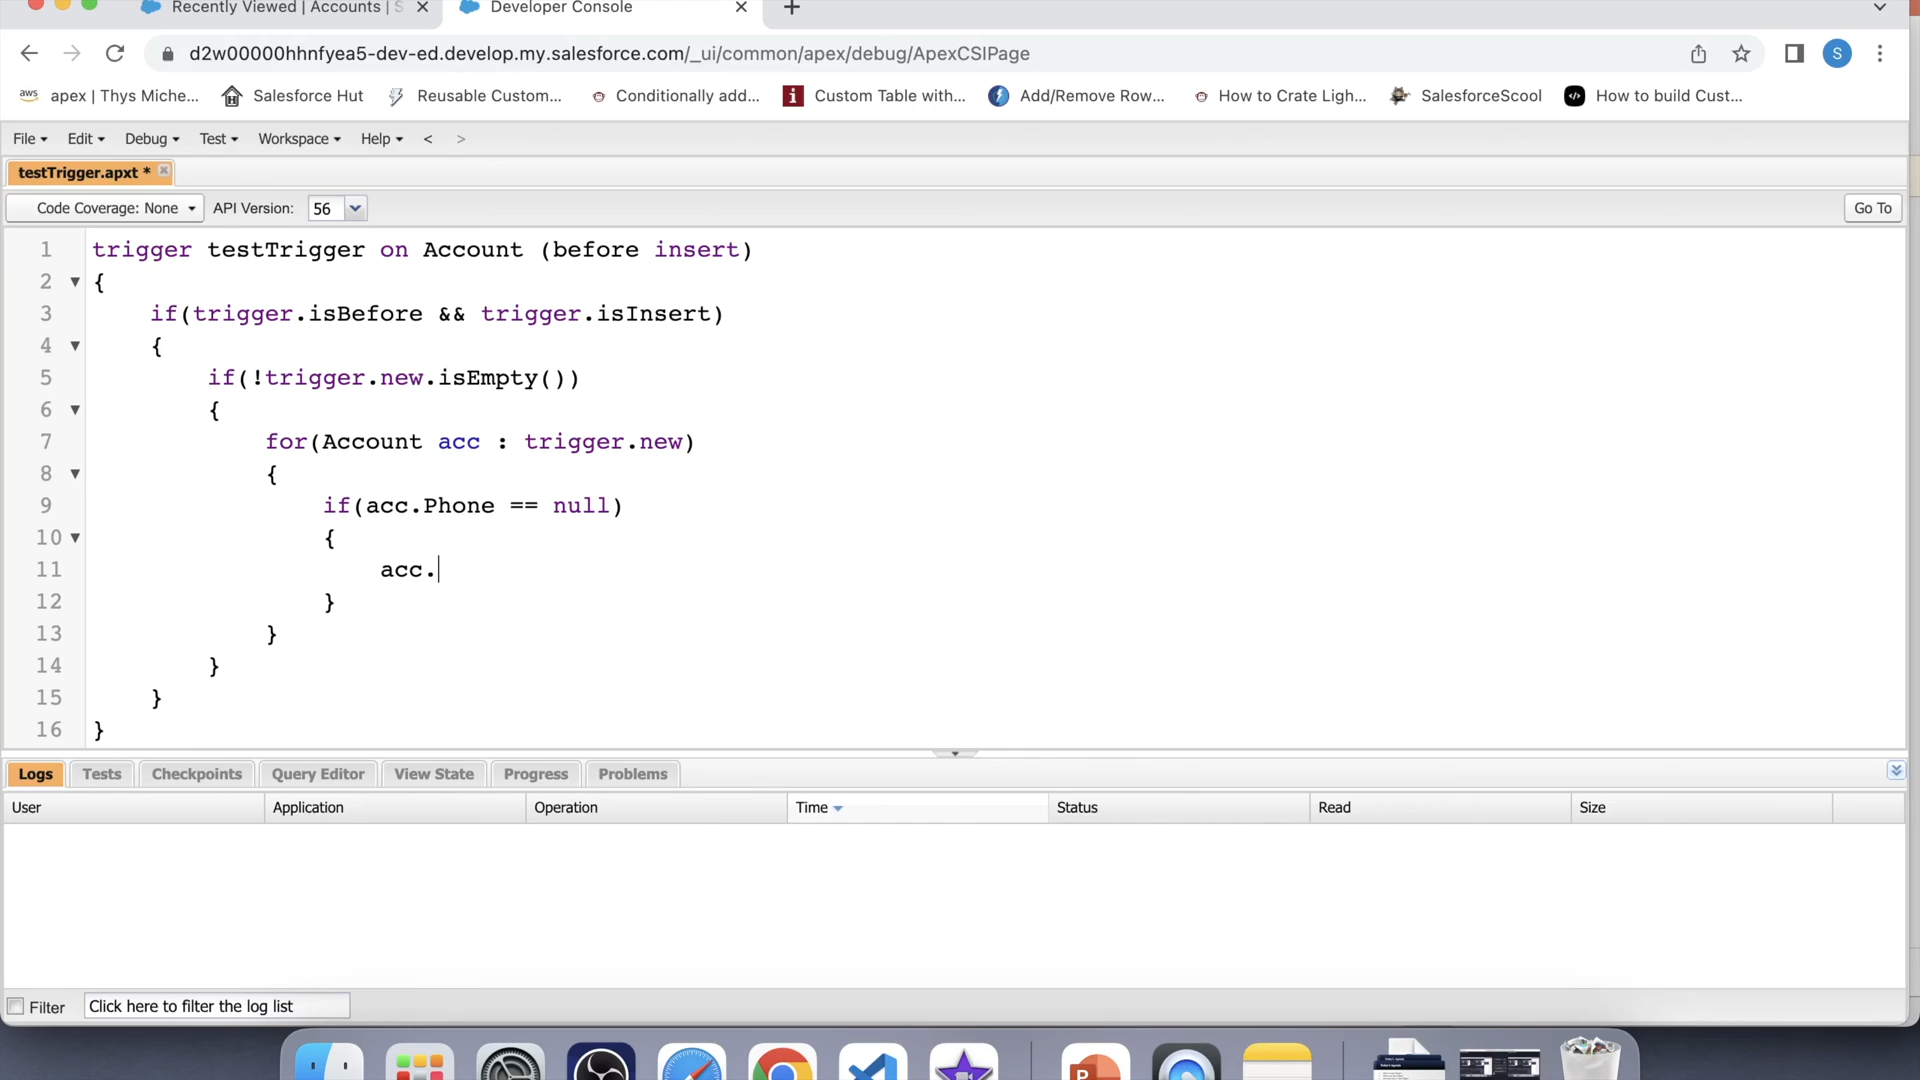 Recently Viewed | Accounts | S
Developer Console
d2w00000hhnfyea5-dev-ed.develop.my.salesforce.com/_ui/common/apex/debug/ApexCSIPage
S
aws apex | Thys Miche... Salesforce Hut Reusable Custom... Conditionally add... Custom Table with... Add/Remove Row... How to Crate Ligh... SalesforceScool How to build Cust...
File Edit Debug Test Workspace Help < >
testTrigger.apxt *
Code Coverage: None API Version: 56 Go To
1 trigger testTrigger on Account (before insert)
2 {
3 if(trigger.isBefore && trigger.isInsert)
4 {
5 if(!trigger.new.isEmpty())
6 {
7 for(Account acc : trigger.new)
8 {
9 if(acc.Phone == null)
10 {
11 acc.
12 }
13 }
14 }
15 }
16 }
Logs Tests Checkpoints Query Editor View State Progress Problems
User Application Operation Time Status Read Size
Filter Click here to filter the log list